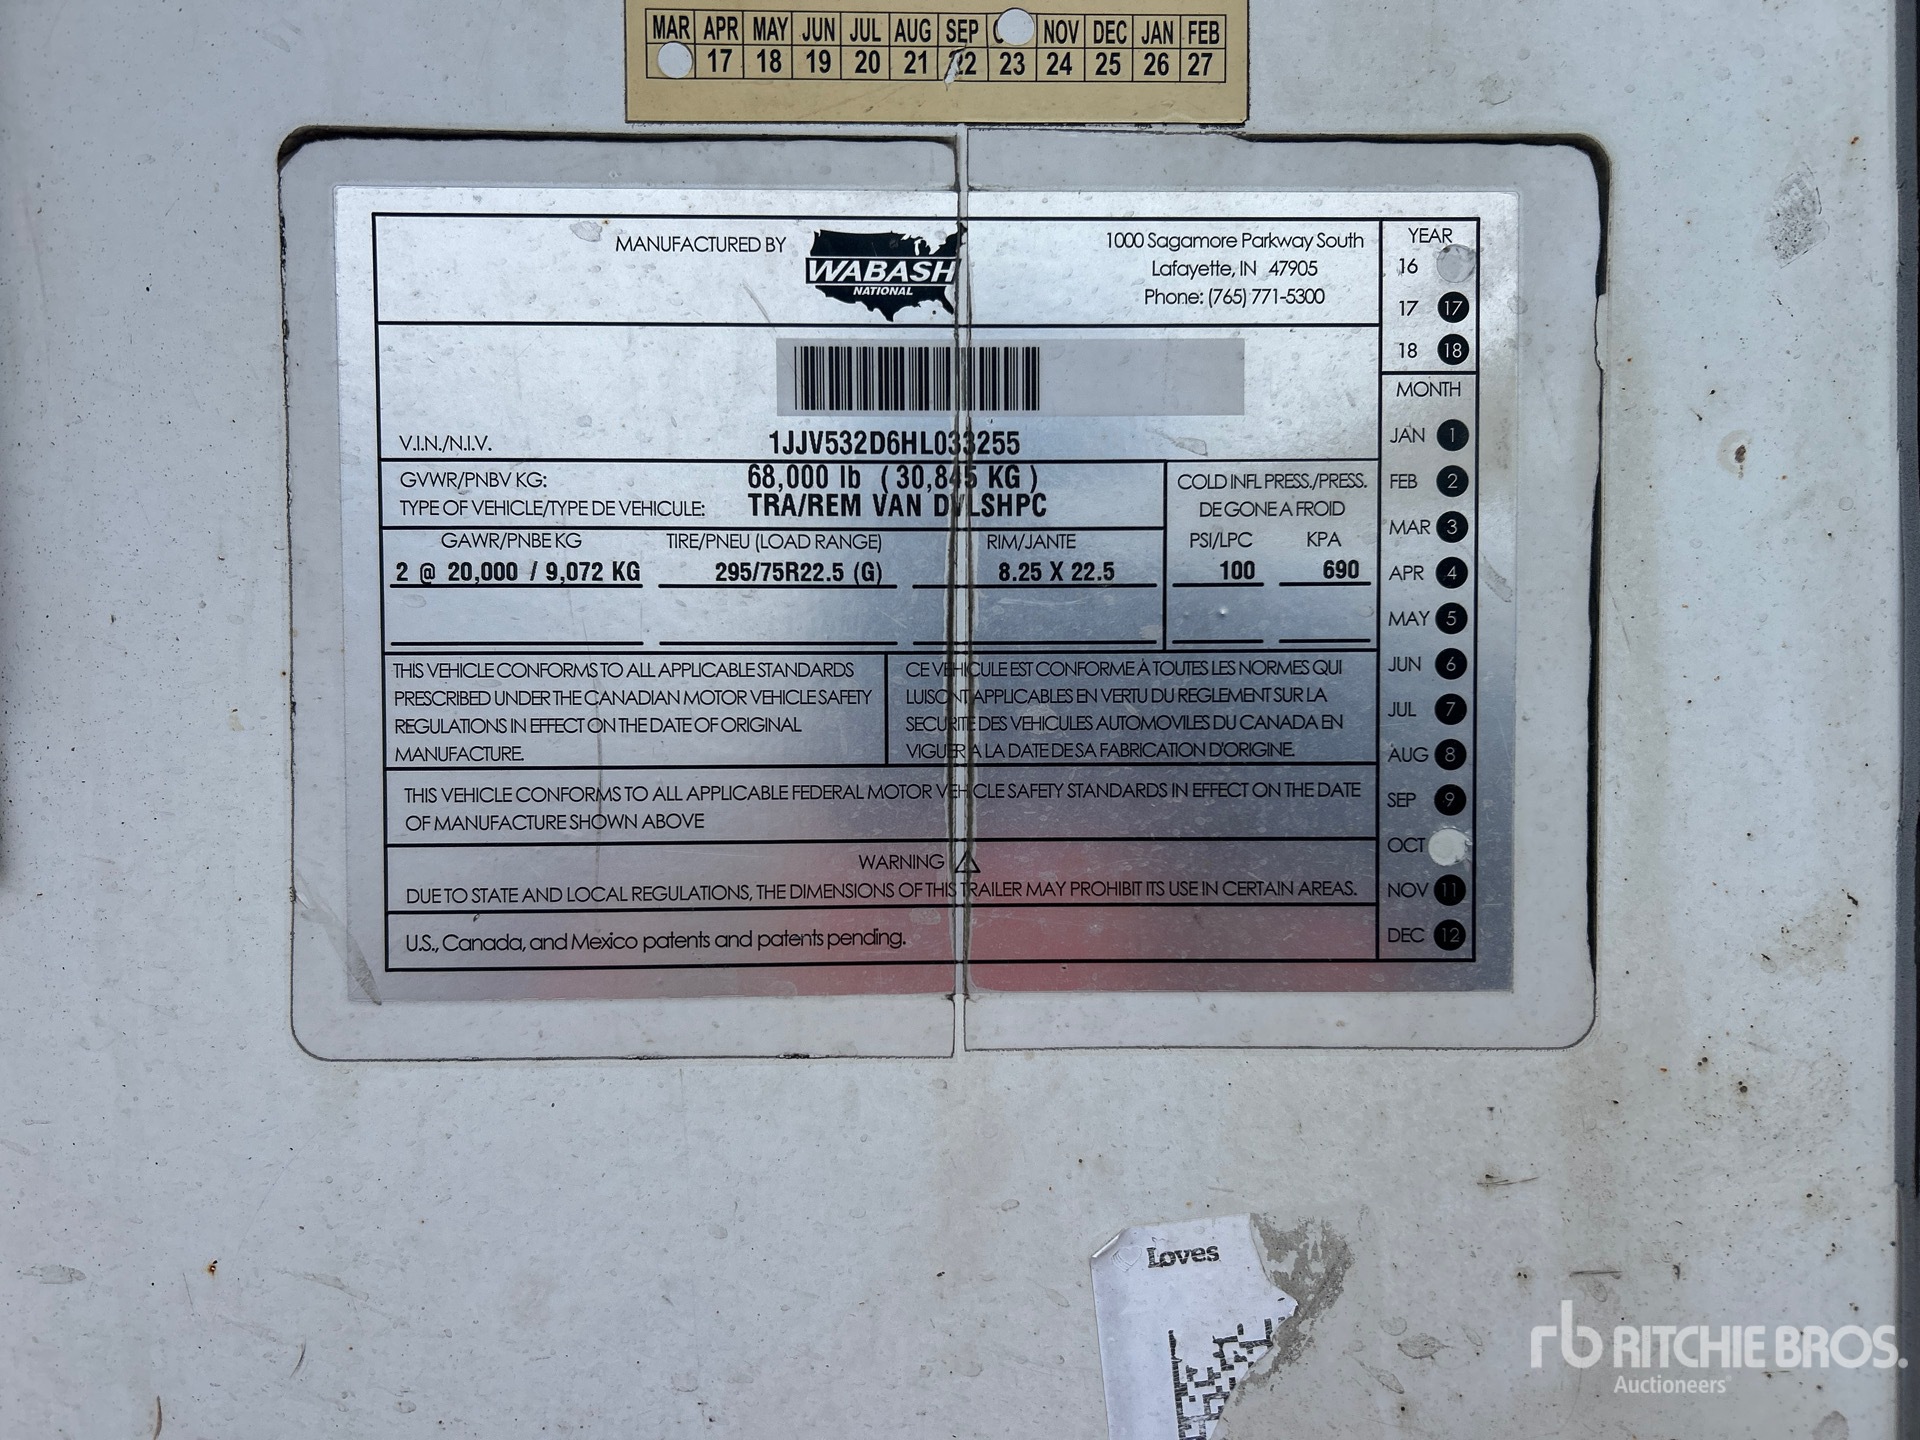 MAR APR MAY JUN JUL AUG SEP NOV DEC JAN FEB
17 18 19 20 21 22 23 24 25 26 27
MANUFACTURED BY
WABASH
NATIONAL
1000 Sagamore Parkway South
Lafayette, IN 47905
Phone: (765) 771-5300
YEAR
16
17 17
18 18
MONTH
JAN 1
FEB 2
MAR 3
APR 4
MAY 5
JUN 6
JUL 7
AUG 8
SEP 9
OCT
NOV 11
DEC 12
V.I.N./N.I.V. 1JJV532D6HL033255
GVWR/PNBV KG: 68,000 lb ( 30,845 KG )
TYPE OF VEHICLE/TYPE DE VEHICULE: TRA/REM VAN DVLSHPC
COLD INFL PRESS./PRESS.
DE GONE A FROID
GAWR/PNBE KG TIRE/PNEU (LOAD RANGE) RIM/JANTE PSI/LPC KPA
2 @ 20,000 / 9,072 KG 295/75R22.5 (G) 8.25 X 22.5 100 690
THIS VEHICLE CONFORMS TO ALL APPLICABLE STANDARDS
PRESCRIBED UNDER THE CANADIAN MOTOR VEHICLE SAFETY
REGULATIONS IN EFFECT ON THE DATE OF ORIGINAL
MANUFACTURE.
CE VEHICULE EST CONFORME À TOUTES LES NORMES QUI
LUI SONT APPLICABLES EN VERTU DU REGLEMENT SUR LA
SECURITE DES VEHICULES AUTOMOVILES DU CANADA EN
VIGUER A LA DATE DE SA FABRICATION D'ORIGINE.
THIS VEHICLE CONFORMS TO ALL APPLICABLE FEDERAL MOTOR VEHICLE SAFETY STANDARDS IN EFFECT ON THE DATE
OF MANUFACTURE SHOWN ABOVE
WARNING
DUE TO STATE AND LOCAL REGULATIONS, THE DIMENSIONS OF THIS TRAILER MAY PROHIBIT ITS USE IN CERTAIN AREAS.
U.S., Canada, and Mexico patents and patents pending.
Loves
rb RITCHIE BROS.
Auctioneers